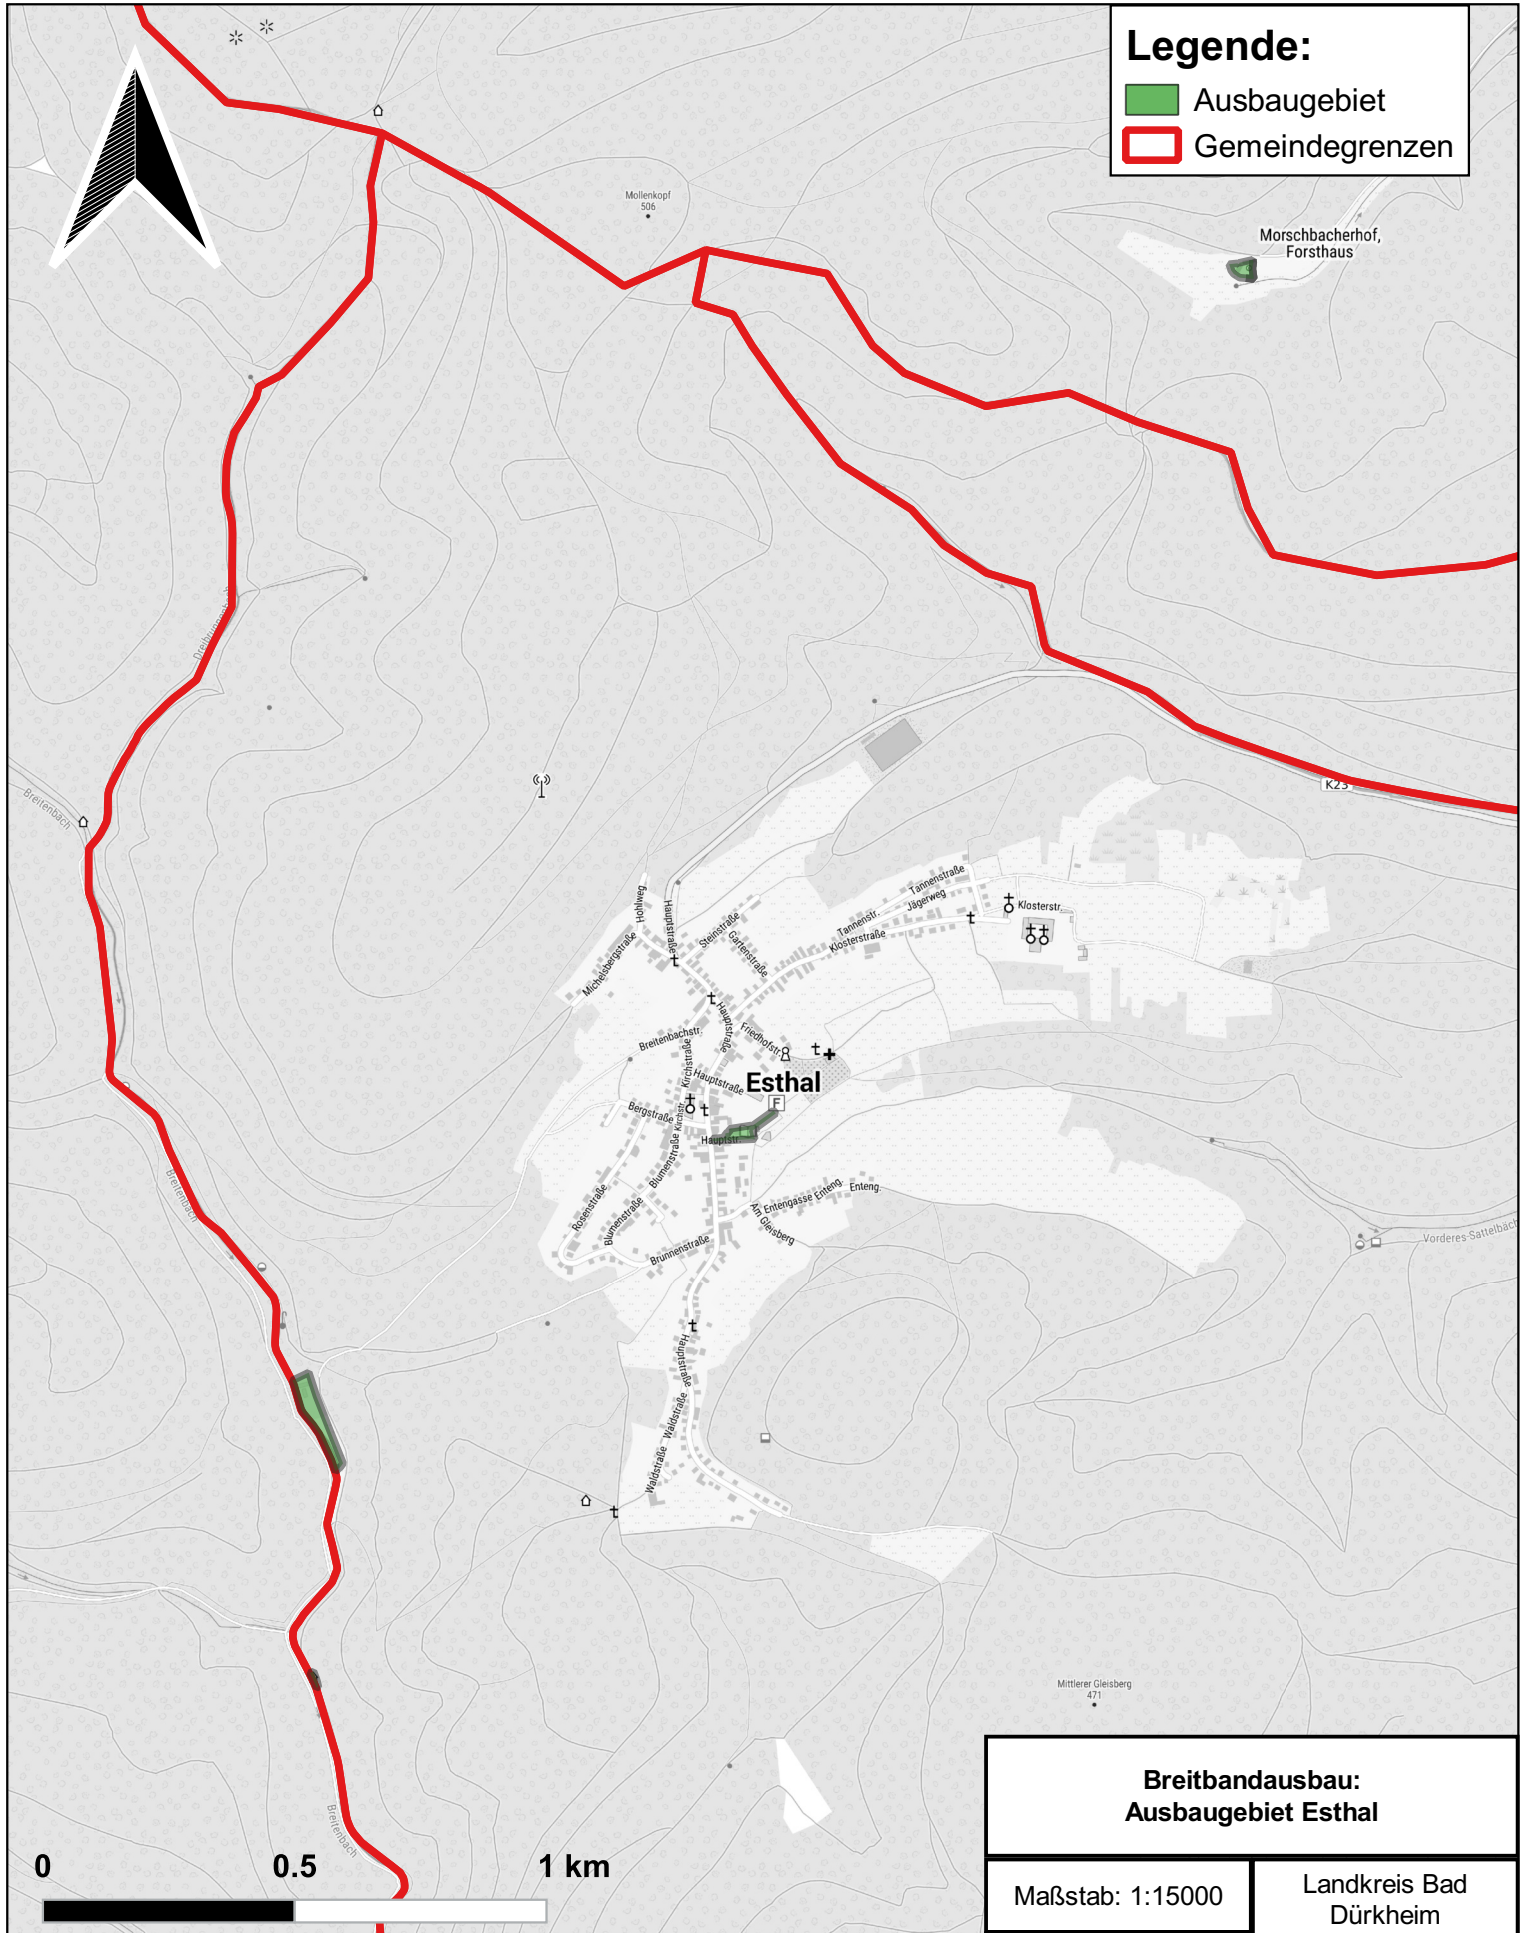 Legende:
Ausbaugebiet
Gemeindegrenzen
Mollenkopf
506
Morschbacherhof,
Forsthaus
Dreibrunnenbach
Breitenbach
K23
Hohlweg
Hauptstraße
Steinstraße
Gartenstraße
Michelsbergstraße
Tannenstraße
Jägerweg
Tannenstr.
Klosterstraße
Klosterstr.
Hauptstraße
Friedhofstr.
Breitenbachstr.
Kirchstraße
Hauptstraße
Esthal
F
Bergstraße
Kirchstr.
Hauptstr.
Blumenstraße
Rosenstraße
Blumenstraße
Brunnenstraße
Entengasse
Enteng.
Enteng.
Am Gleisberg
Breitenbach
Vorderes-Sattelbäch
Hauptstraße
Waldstraße
Waldstraße
Mittlerer Gleisberg
471
Breitenbach
0 0.5 1 km
Breitbandausbau:
Ausbaugebiet Esthal
Maßstab: 1:15000
Landkreis Bad
Dürkheim